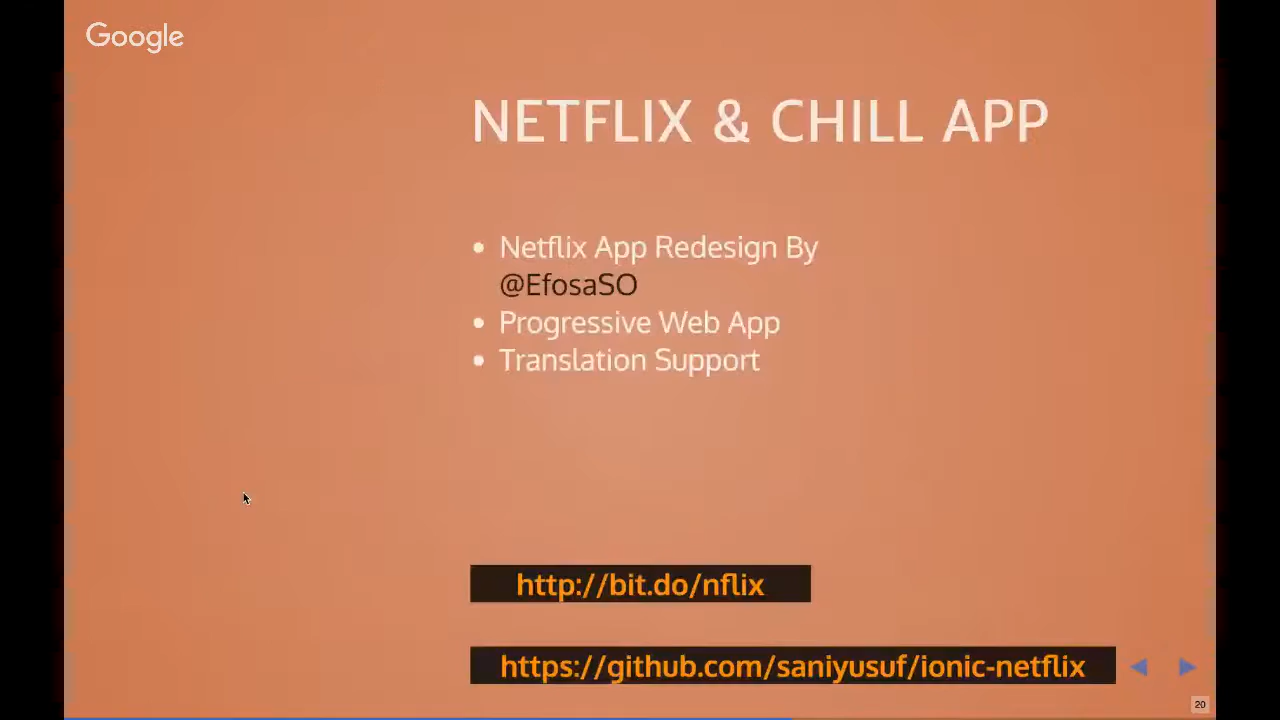 Google
NETFLIX & CHILL APP
Netflix App Redesign By
@EfosaSO
Progressive Web App
Translation Support
http://bit.do/nflix
https://github.com/saniyusuf/ionic-netflix
20